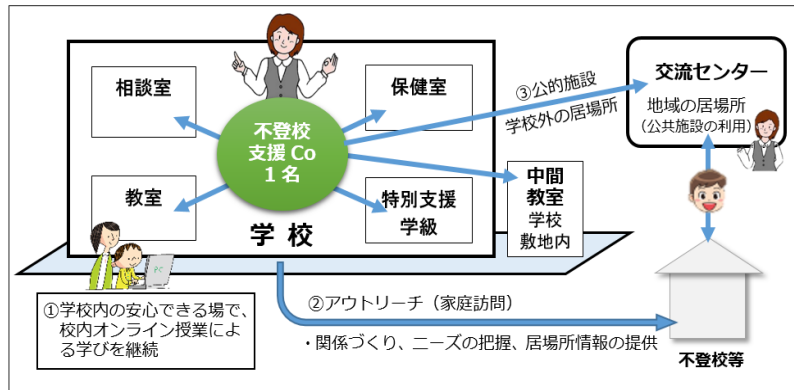 相談室
保健室
不登校
支援 Co
1 名
教室
特別支援
学級
学 校
中間
教室
学校
敷地内
③公的施設
学校外の居場所
交流センター
地域の居場所
（公共施設の利用）
①学校内の安心できる場で、
校内オンライン授業によ
る学びを継続
②アウトリーチ（家庭訪問）
・関係づくり、ニーズの把握、居場所情報の提供
不登校等